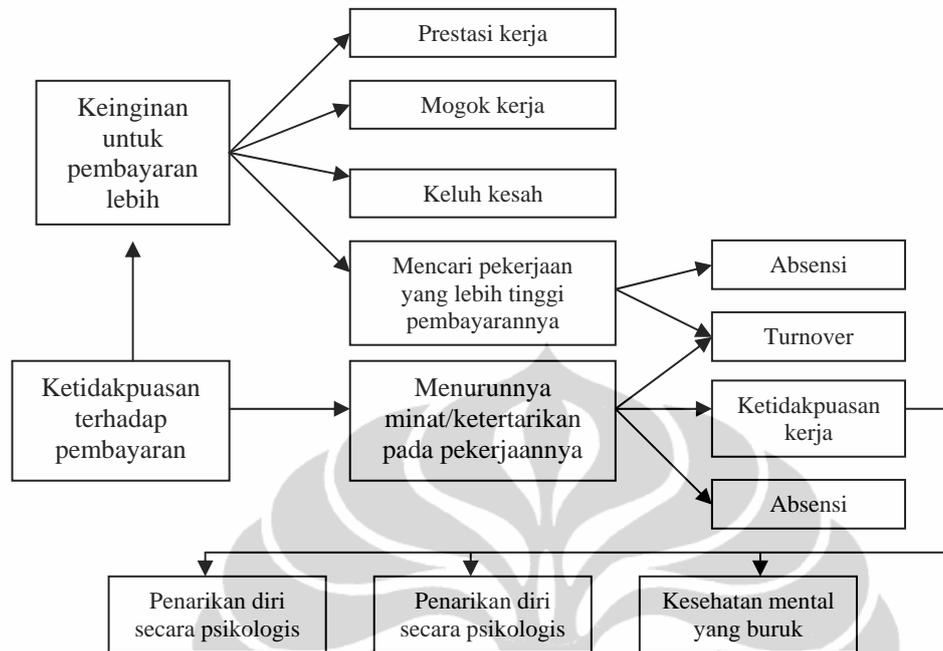 Prestasi kerja
Keinginan
untuk
pembayaran
lebih
Mogok kerja
Keluh kesah
Mencari pekerjaan
yang lebih tinggi
pembayarannya
Absensi
Turnover
Ketidakpuasan
terhadap
pembayaran
Menurunnya
minat/ketertarikan
pada pekerjaannya
Ketidakpuasan
kerja
Absensi
Penarikan diri
secara psikologis
Penarikan diri
secara psikologis
Kesehatan mental
yang buruk